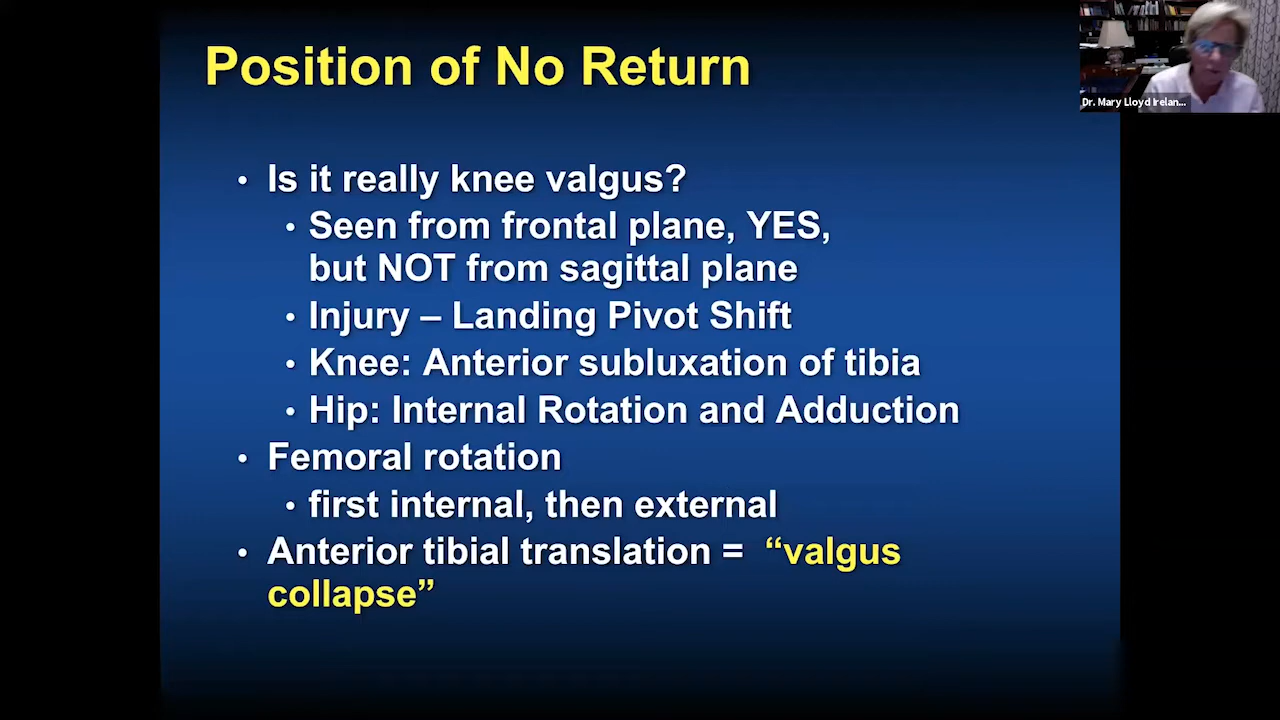 Position of No Return
Dr. Mary Lloyd Irelan...
• Is it really knee valgus?
• Seen from frontal plane, YES,
but NOT from sagittal plane
• Injury – Landing Pivot Shift
• Knee: Anterior subluxation of tibia
• Hip: Internal Rotation and Adduction
• Femoral rotation
• first internal, then external
• Anterior tibial translation = “valgus
collapse”